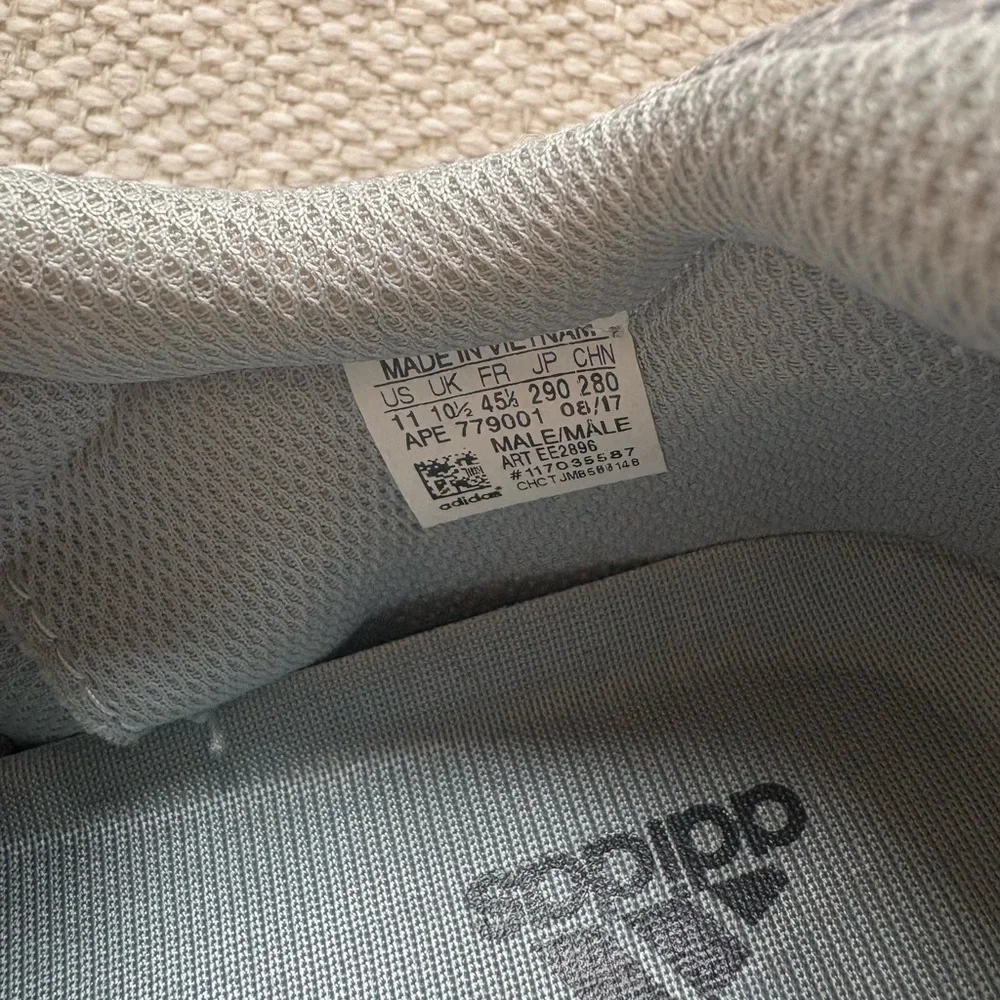 MADE IN VIETNAM
US UK FR JP CHN
11 10½ 45⅓ 290 280
APE 779001 08/17
MALE/MÂLE
ART EE2896
#117035587
adidas
adidas